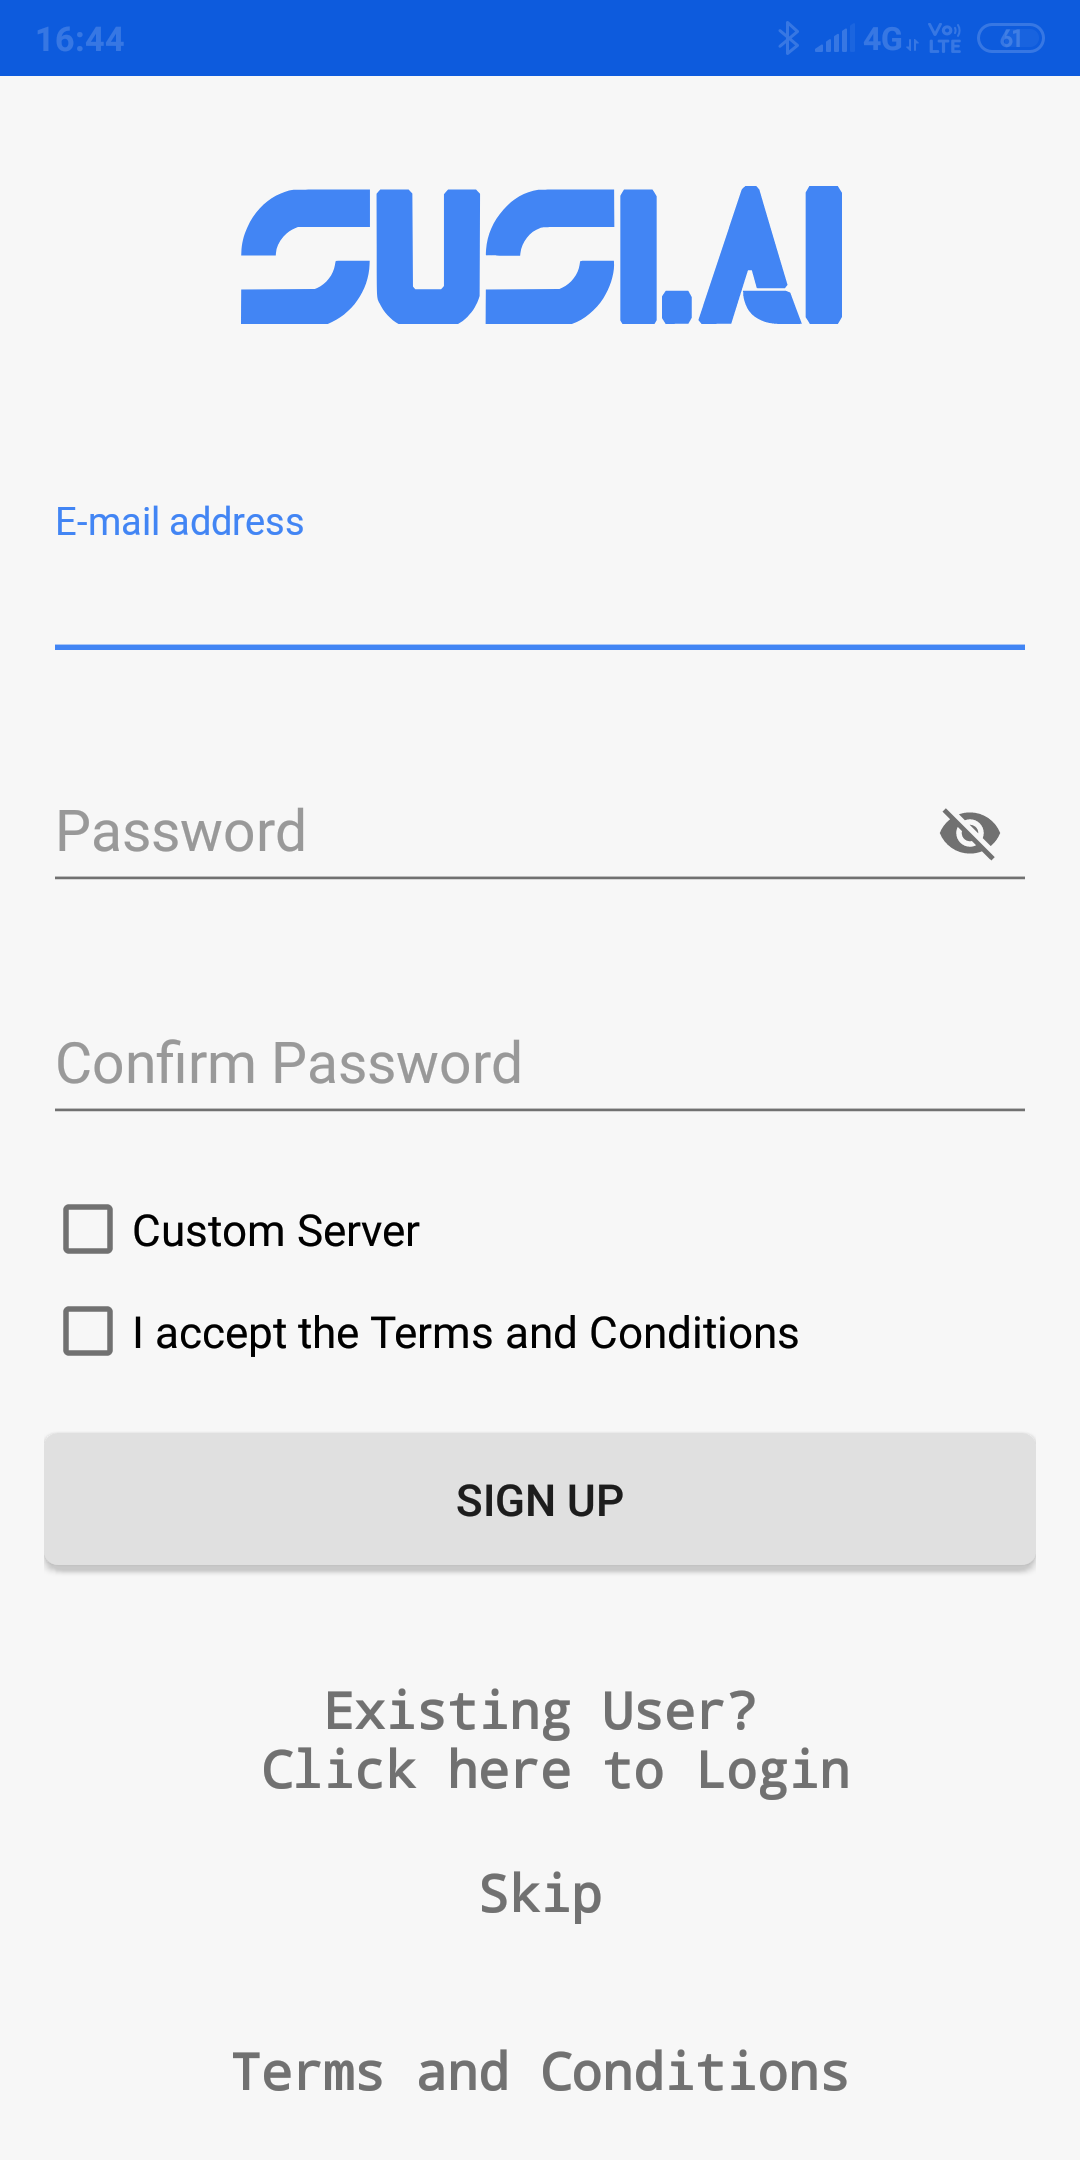 16:44
4G Vo) LTE 61
SUSI.AI
E-mail address
Password
Confirm Password
Custom Server
I accept the Terms and Conditions
SIGN UP
Existing User?
Click here to Login
Skip
Terms and Conditions